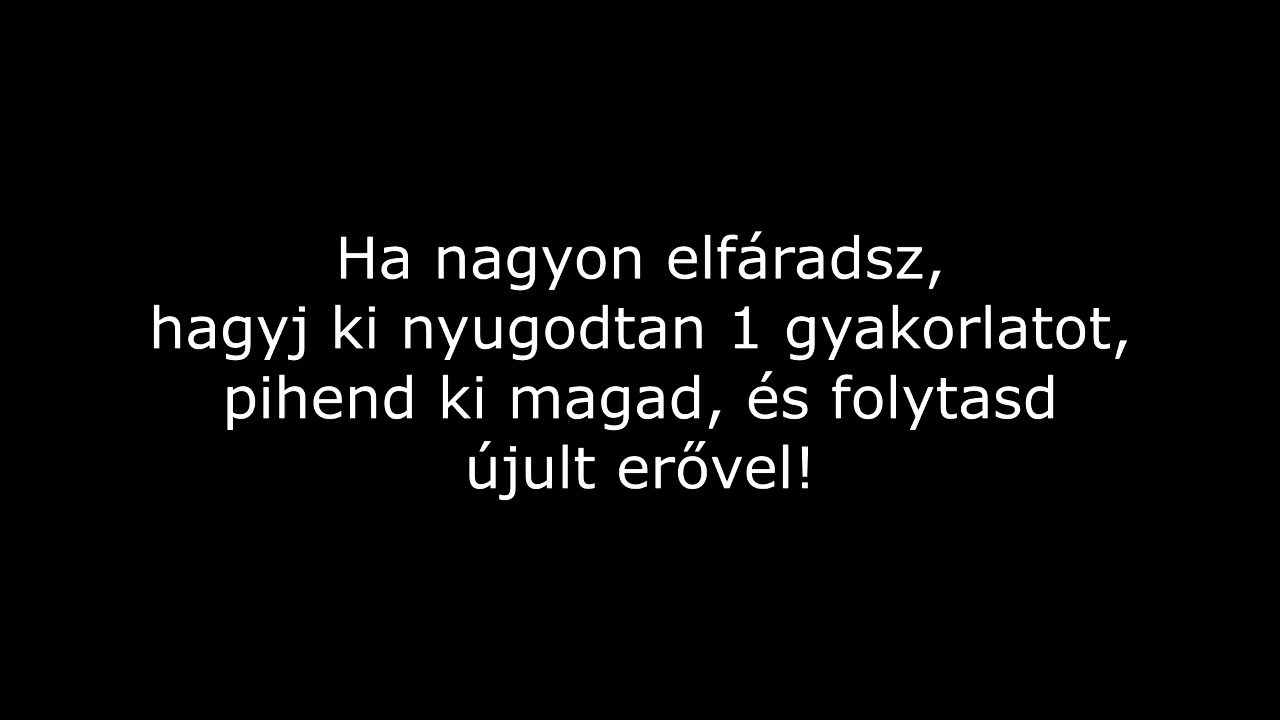 Ha nagyon elfáradsz,
hagyj ki nyugodtan 1 gyakorlatot,
pihend ki magad, és folytasd
újult erővel!